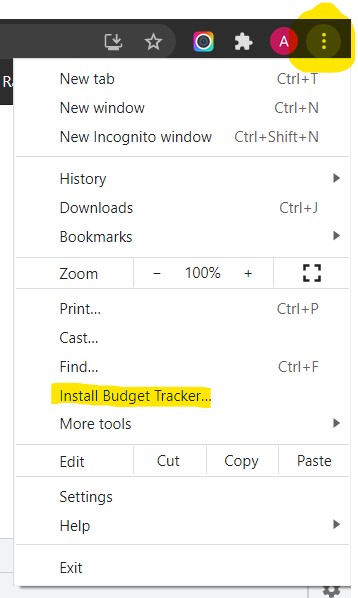 Ra
A
New tab Ctrl+T
New window Ctrl+N
New Incognito window Ctrl+Shift+N
History
Downloads Ctrl+J
Bookmarks
Zoom − 100% +
Print... Ctrl+P
Cast...
Find... Ctrl+F
Install Budget Tracker...
More tools
Edit Cut Copy Paste
Settings
Help
Exit